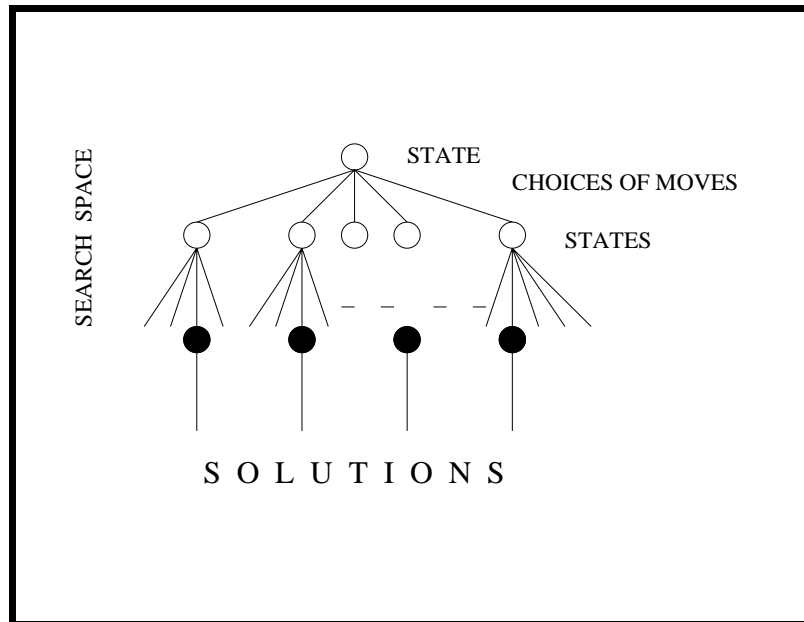 SEARCH SPACE
STATE
CHOICES OF MOVES
STATES
S O L U T I O N S